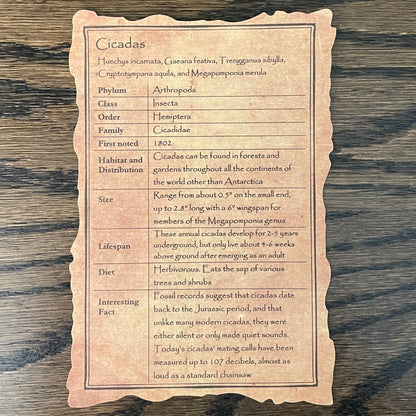 Cicadas
Huechys incarnata, Gaeana festiva, Trengganua sibylla,
Cryptotympana aquila, and Megapomponia merula
Phylum Arthropoda
Class Insecta
Order Hemiptera
Family Cicadidae
First noted 1802
Habitat and Distribution Cicadas can be found in forests and
gardens throughout all the continents of
the world other than Antarctica
Size Range from about 0.5" on the small end,
up to 2.8" long with a 6" wingspan for
members of the Megapomponia genus
Lifespan These annual cicadas develop for 2-5 years
underground, but only live about 4-6 weeks
above ground after emerging as an adult
Diet Herbivorous. Eats the sap of various
trees and shrubs
Interesting Fact Fossil records suggest that cicadas date
back to the Jurassic period, and that
unlike many modern cicadas, they were
either silent or only made quiet sounds.
Today's cicadas' mating calls have been
measured up to 107 decibels, almost as
loud as a standard chainsaw